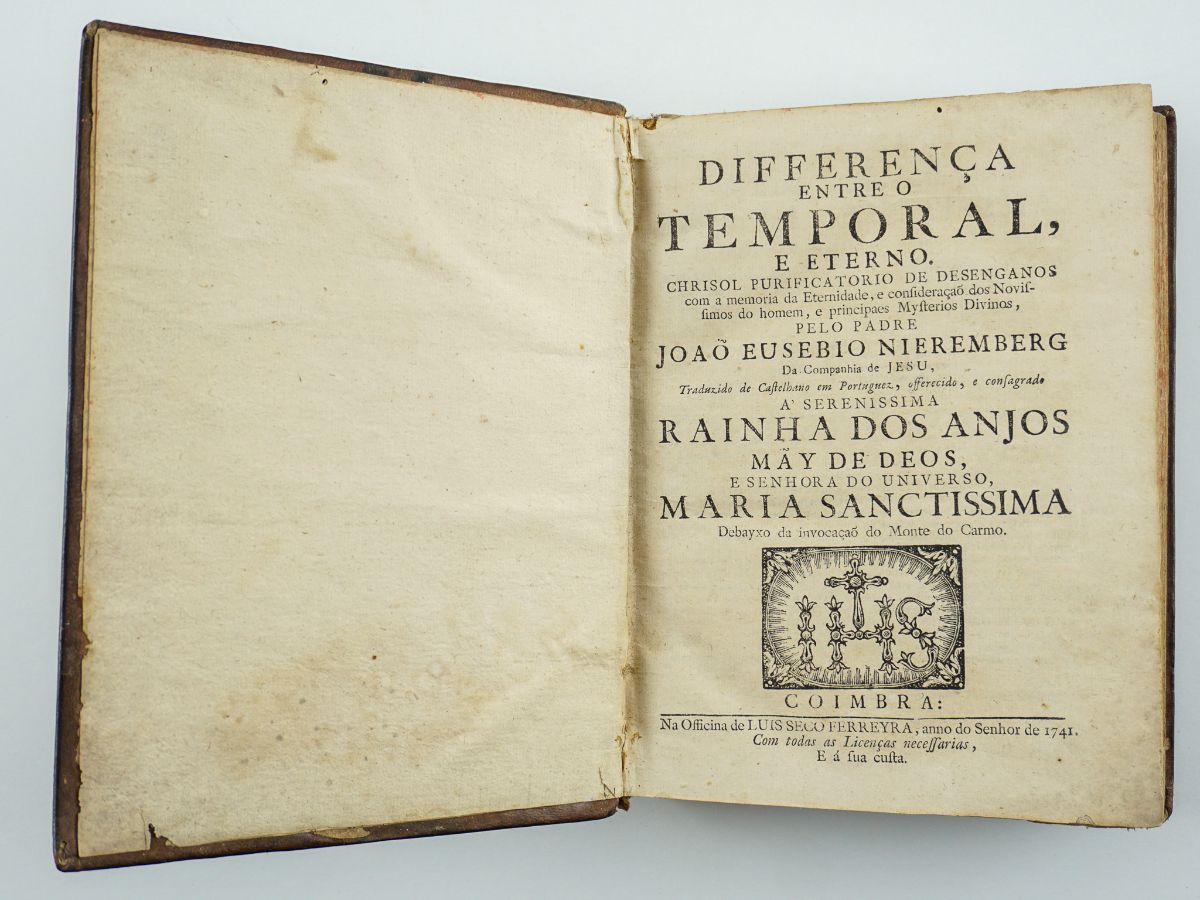 DIFFERENÇA
ENTRE O
TEMPORAL,
E ETERNO.
CHRISOL PURIFICATORIO DE DESENGANOS
com a memoria da Eternidade, e conſideraçaõ dos Noviſ-
ſimos do homem, e principaes Myſterios Divinos,
PELO PADRE
JOAÕ EUSEBIO NIEREMBERG
Da Companhia de JESU,
Traduzido de Caſtelhano em Portuguez, offerecido, e conſagrado
A' SERENISSIMA
RAINHA DOS ANJOS
MÃY DE DEOS,
E SENHORA DO UNIVERSO,
MARIA SANCTISSIMA
Debayxo da invocaçaõ do Monte do Carmo.
IHS
COIMBRA:
Na Officina de LUIS SECO FERREYRA, anno do Senhor de 1741.
Com todas as Licenças neceſſarias,
E á ſua cuſta.